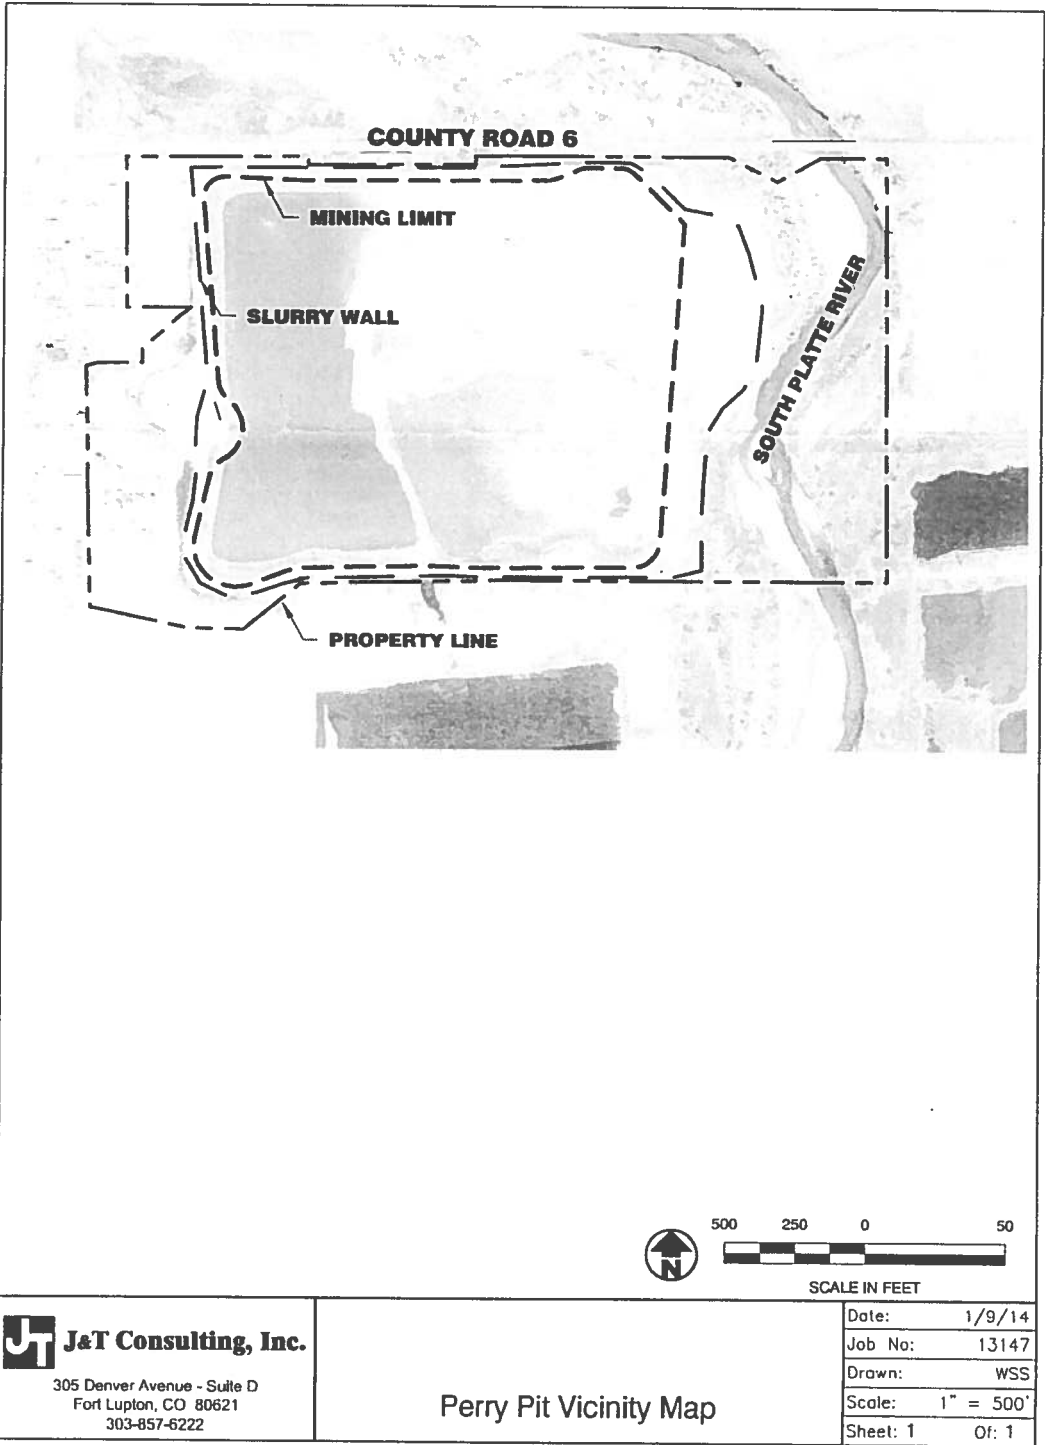 COUNTY ROAD 6
MINING LIMIT
SLURRY WALL
SOUTH PLATTE RIVER
PROPERTY LINE
500 250 0 50
N
SCALE IN FEET
JT J&T Consulting, Inc.
305 Denver Avenue - Suite D
Fort Lupton, CO 80621
303-857-6222
Perry Pit Vicinity Map
Date: 1/9/14
Job No: 13147
Drawn: WSS
Scale: 1" = 500'
Sheet: 1 Of: 1